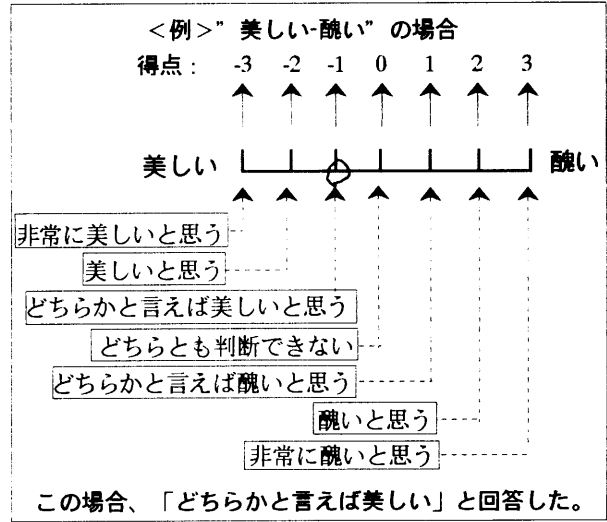 <例>”美しい-醜い”の場合
得点： -3 -2 -1 0 1 2 3
美しい 醜い
非常に美しいと思う
美しいと思う
どちらかと言えば美しいと思う
どちらとも判断できない
どちらかと言えば醜いと思う
醜いと思う
非常に醜いと思う
この場合、「どちらかと言えば美しい」と回答した。